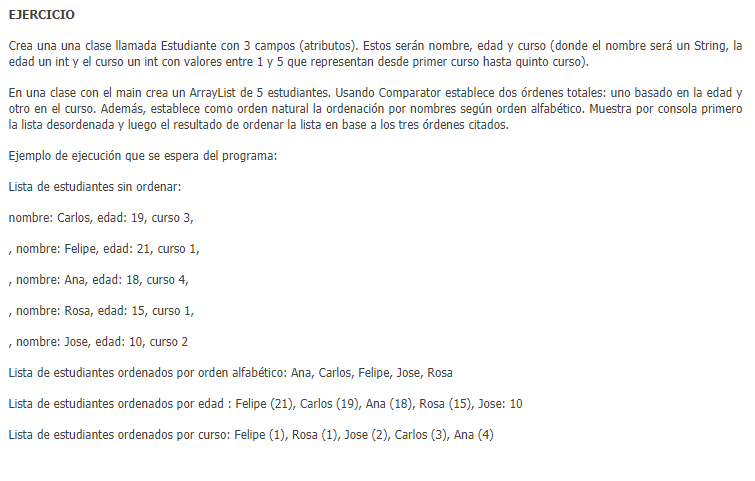 EJERCICIO
Crea una una clase llamada Estudiante con 3 campos (atributos). Estos serán nombre, edad y curso (donde el nombre será un String, la
edad un int y el curso un int con valores entre 1 y 5 que representan desde primer curso hasta quinto curso).
En una clase con el main crea un ArrayList de 5 estudiantes. Usando Comparator establece dos órdenes totales: uno basado en la edad y
otro en el curso. Además, establece como orden natural la ordenación por nombres según orden alfabético. Muestra por consola primero
la lista desordenada y luego el resultado de ordenar la lista en base a los tres órdenes citados.
Ejemplo de ejecución que se espera del programa:
Lista de estudiantes sin ordenar:
nombre: Carlos, edad: 19, curso 3,
, nombre: Felipe, edad: 21, curso 1,
, nombre: Ana, edad: 18, curso 4,
, nombre: Rosa, edad: 15, curso 1,
, nombre: Jose, edad: 10, curso 2
Lista de estudiantes ordenados por orden alfabético: Ana, Carlos, Felipe, Jose, Rosa
Lista de estudiantes ordenados por edad : Felipe (21), Carlos (19), Ana (18), Rosa (15), Jose: 10
Lista de estudiantes ordenados por curso: Felipe (1), Rosa (1), Jose (2), Carlos (3), Ana (4)